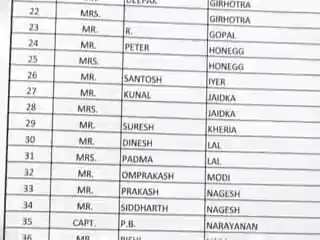 DEEPAK GIRHOTRA
22 MRS. GIRHOTRA
23 MR. R. GOPAL
24 MR. PETER HONEGG
25 MRS. HONEGG
26 MR. SANTOSH IYER
27 MR. KUNAL JAIDKA
28 MRS. JAIDKA
29 MR. SURESH KHERIA
30 MR. DINESH LAL
31 MRS. PADMA LAL
32 MR. OMPRAKASH MODI
33 MR. PRAKASH NAGESH
34 MR. SIDDHARTH NAGESH
35 CAPT. P.B. NARAYANAN
36 MR.